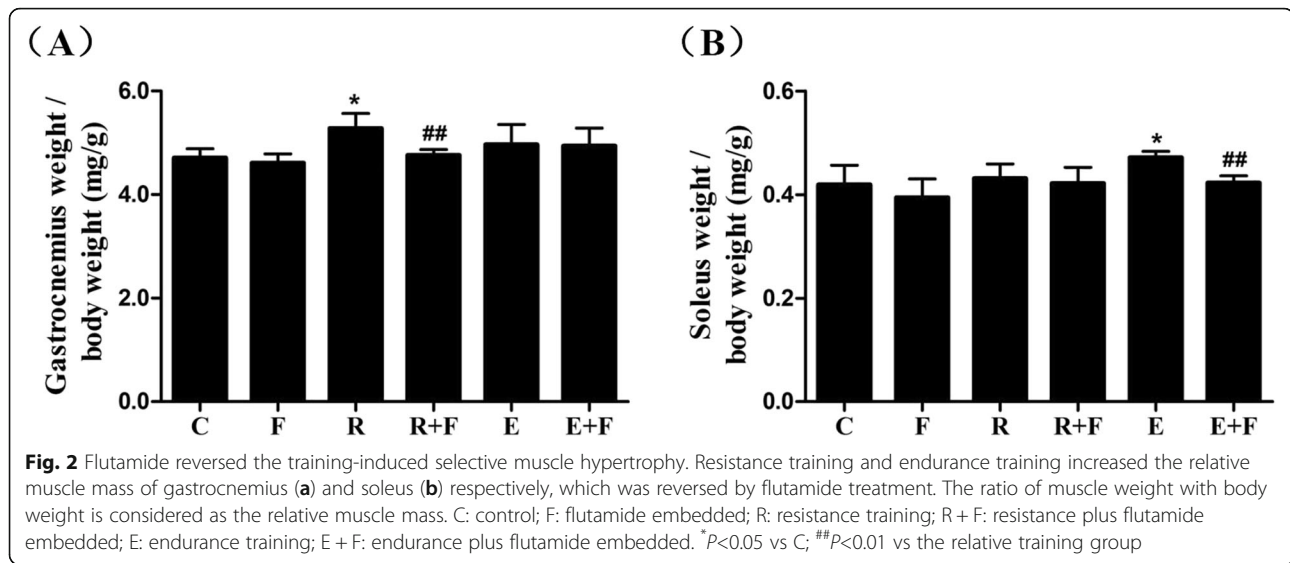 (A)
Gastrocnemius weight /
body weight (mg/g)
6.0
4.0
2.0
0.0
*
##
C F R R+F E E+F
(B)
Soleus weight /
body weight (mg/g)
0.6
0.4
0.2
0.0
*
##
C F R R+F E E+F
Fig. 2 Flutamide reversed the training-induced selective muscle hypertrophy. Resistance training and endurance training increased the relative
muscle mass of gastrocnemius (a) and soleus (b) respectively, which was reversed by flutamide treatment. The ratio of muscle weight with body
weight is considered as the relative muscle mass. C: control; F: flutamide embedded; R: resistance training; R + F: resistance plus flutamide
embedded; E: endurance training; E + F: endurance plus flutamide embedded. *P<0.05 vs C; ##P<0.01 vs the relative training group